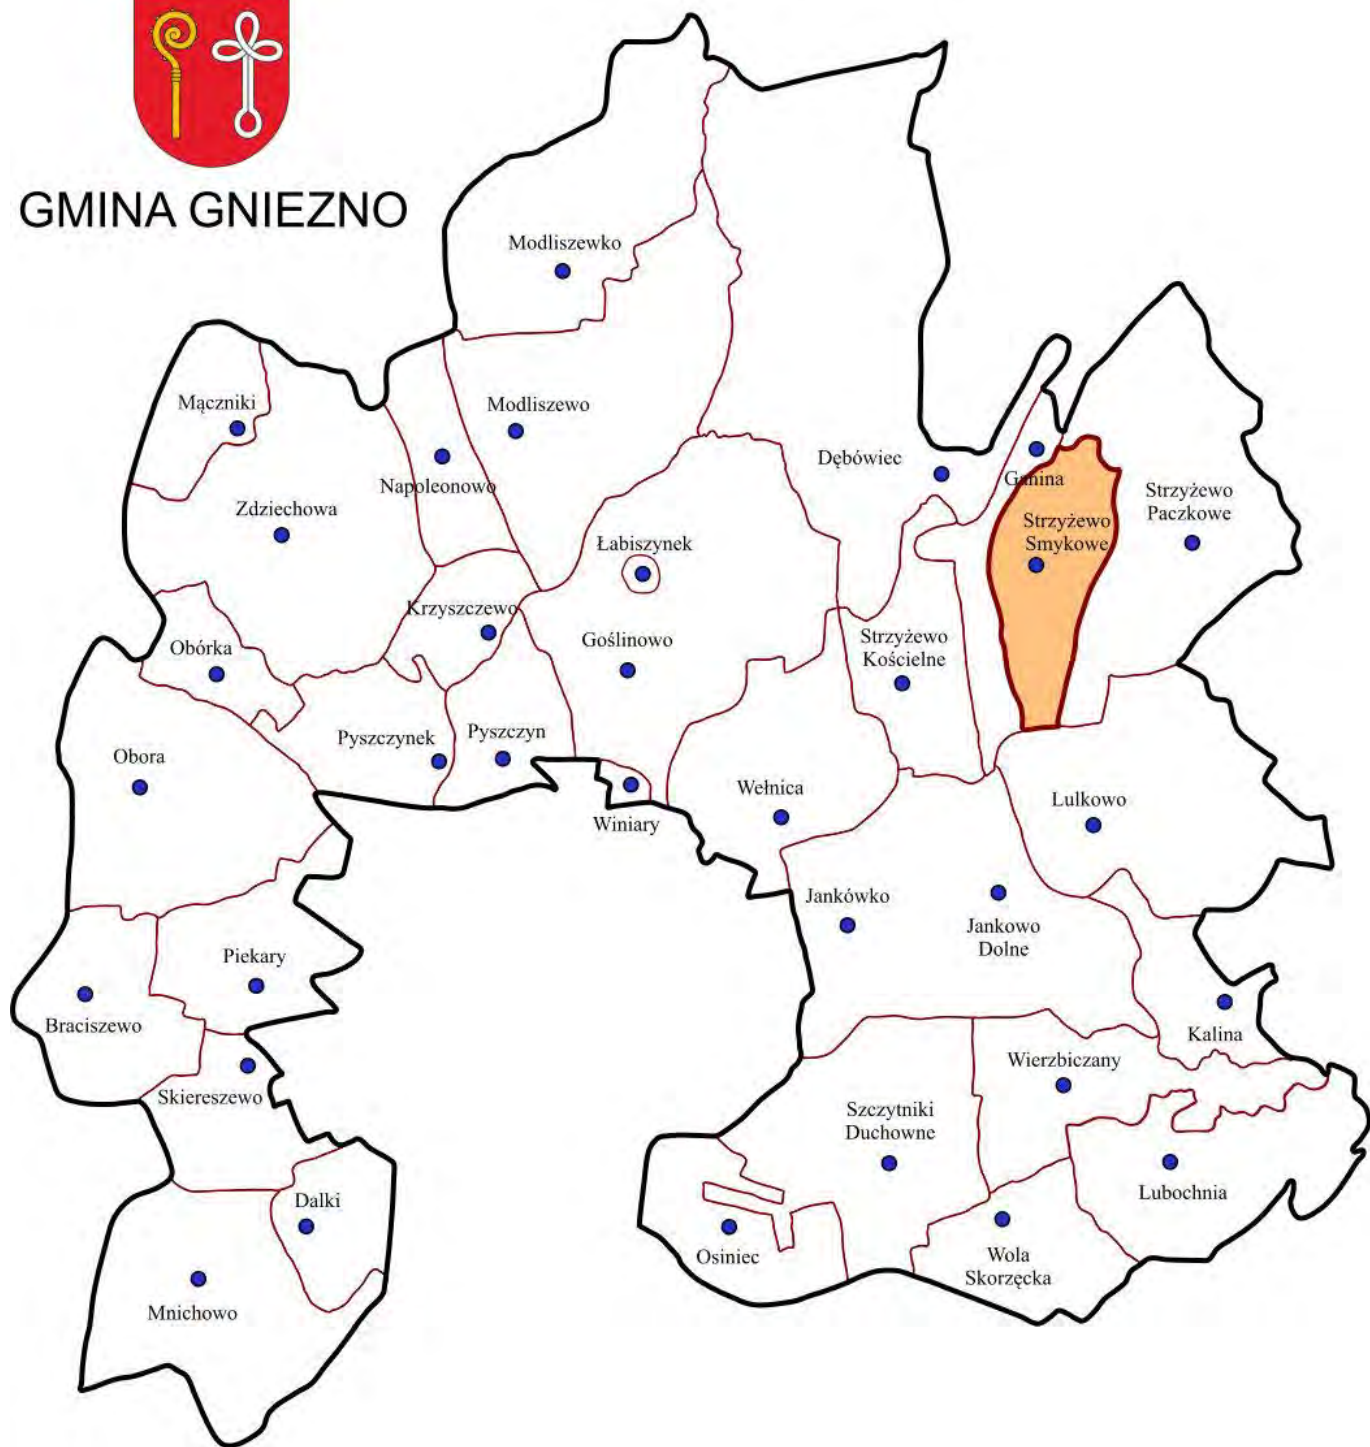 GMINA GNIEZNO
Modliszewko
Mączniki
Modliszewo
Dębówiec
Napoleonowo
Ganina
Strzyżewo
Paczkowe
Zdziechowa
Strzyżewo
Smykowe
Łabiszynek
Krzyszczewo
Goślinowo
Strzyżewo
Kościelne
Obórka
Pyszczynek
Pyszczyn
Obora
Wełnica
Lulkowo
Winiary
Jankówko
Jankowo
Dolne
Piekary
Braciszewo
Kalina
Skiereszewo
Wierzbiczany
Szczytniki
Duchowne
Lubochnia
Dalki
Osiniec
Wola
Skorzęcka
Mnichowo